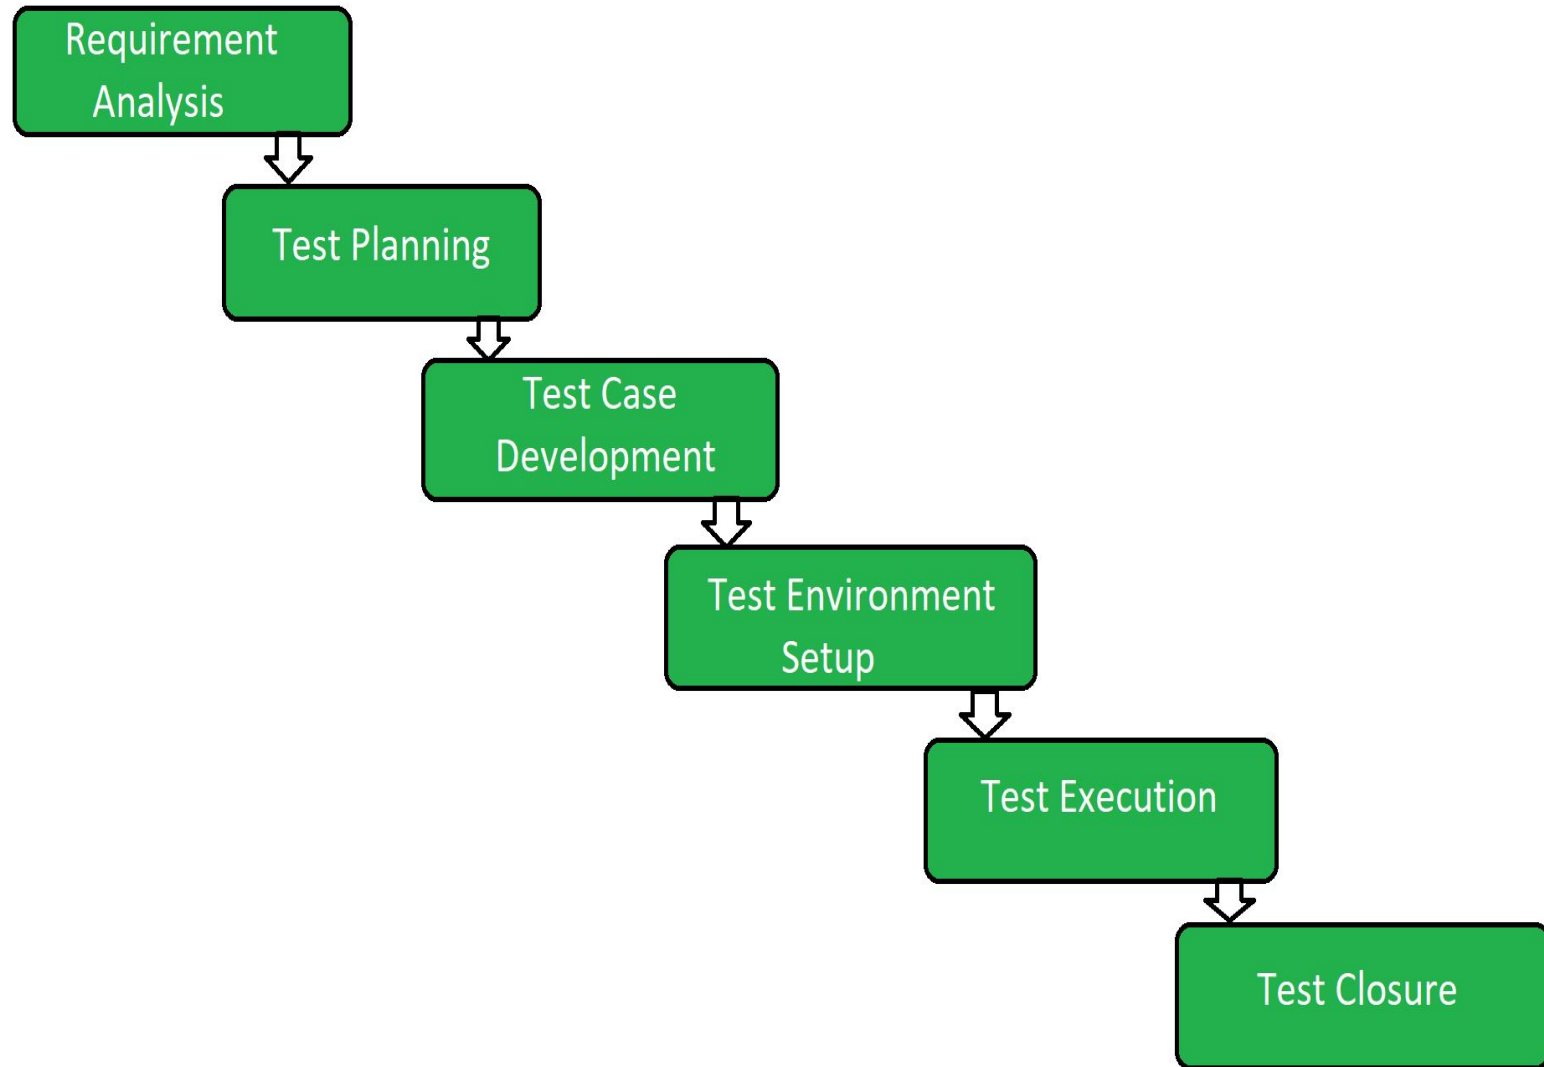 Requirement
Analysis
Test Planning
Test Case
Development
Test Environment
Setup
Test Execution
Test Closure